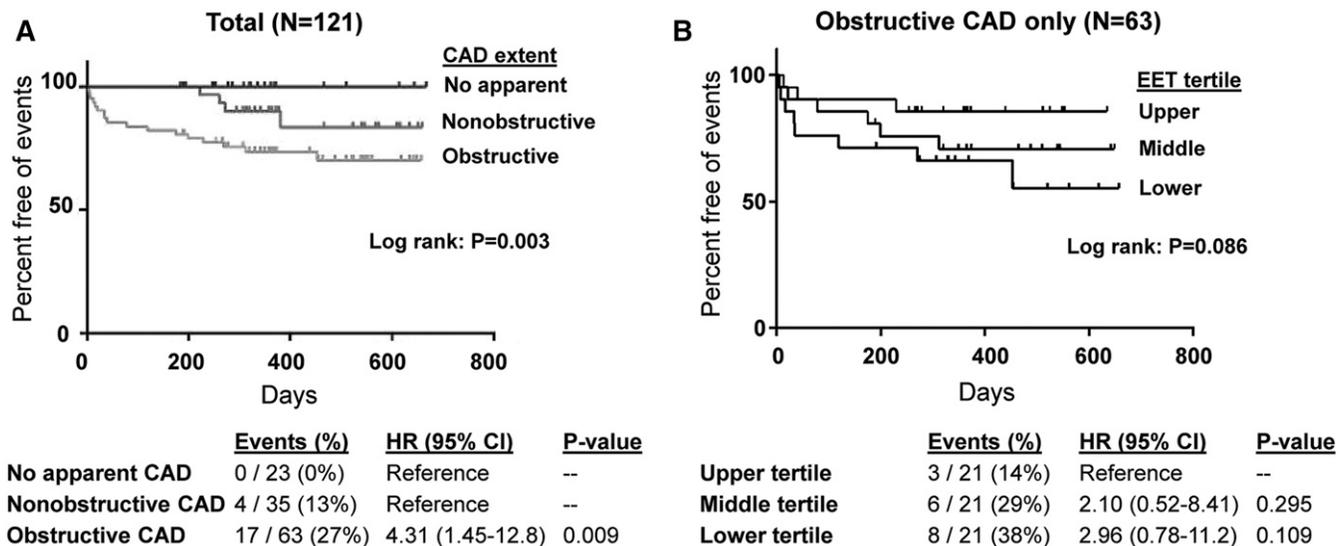 A
Total (N=121)
CAD extent
No apparent
Nonobstructive
Obstructive
Percent free of events
100
50
0
Log rank: P=0.003
0 200 400 600 800
Days
Events (%) HR (95% CI) P-value
No apparent CAD 0 / 23 (0%) Reference --
Nonobstructive CAD 4 / 35 (13%) Reference --
Obstructive CAD 17 / 63 (27%) 4.31 (1.45-12.8) 0.009
B
Obstructive CAD only (N=63)
EET tertile
Upper
Middle
Lower
Percent free of events
100
50
0
Log rank: P=0.086
0 200 400 600 800
Days
Events (%) HR (95% CI) P-value
Upper tertile 3 / 21 (14%) Reference --
Middle tertile 6 / 21 (29%) 2.10 (0.52-8.41) 0.295
Lower tertile 8 / 21 (38%) 2.96 (0.78-11.2) 0.109